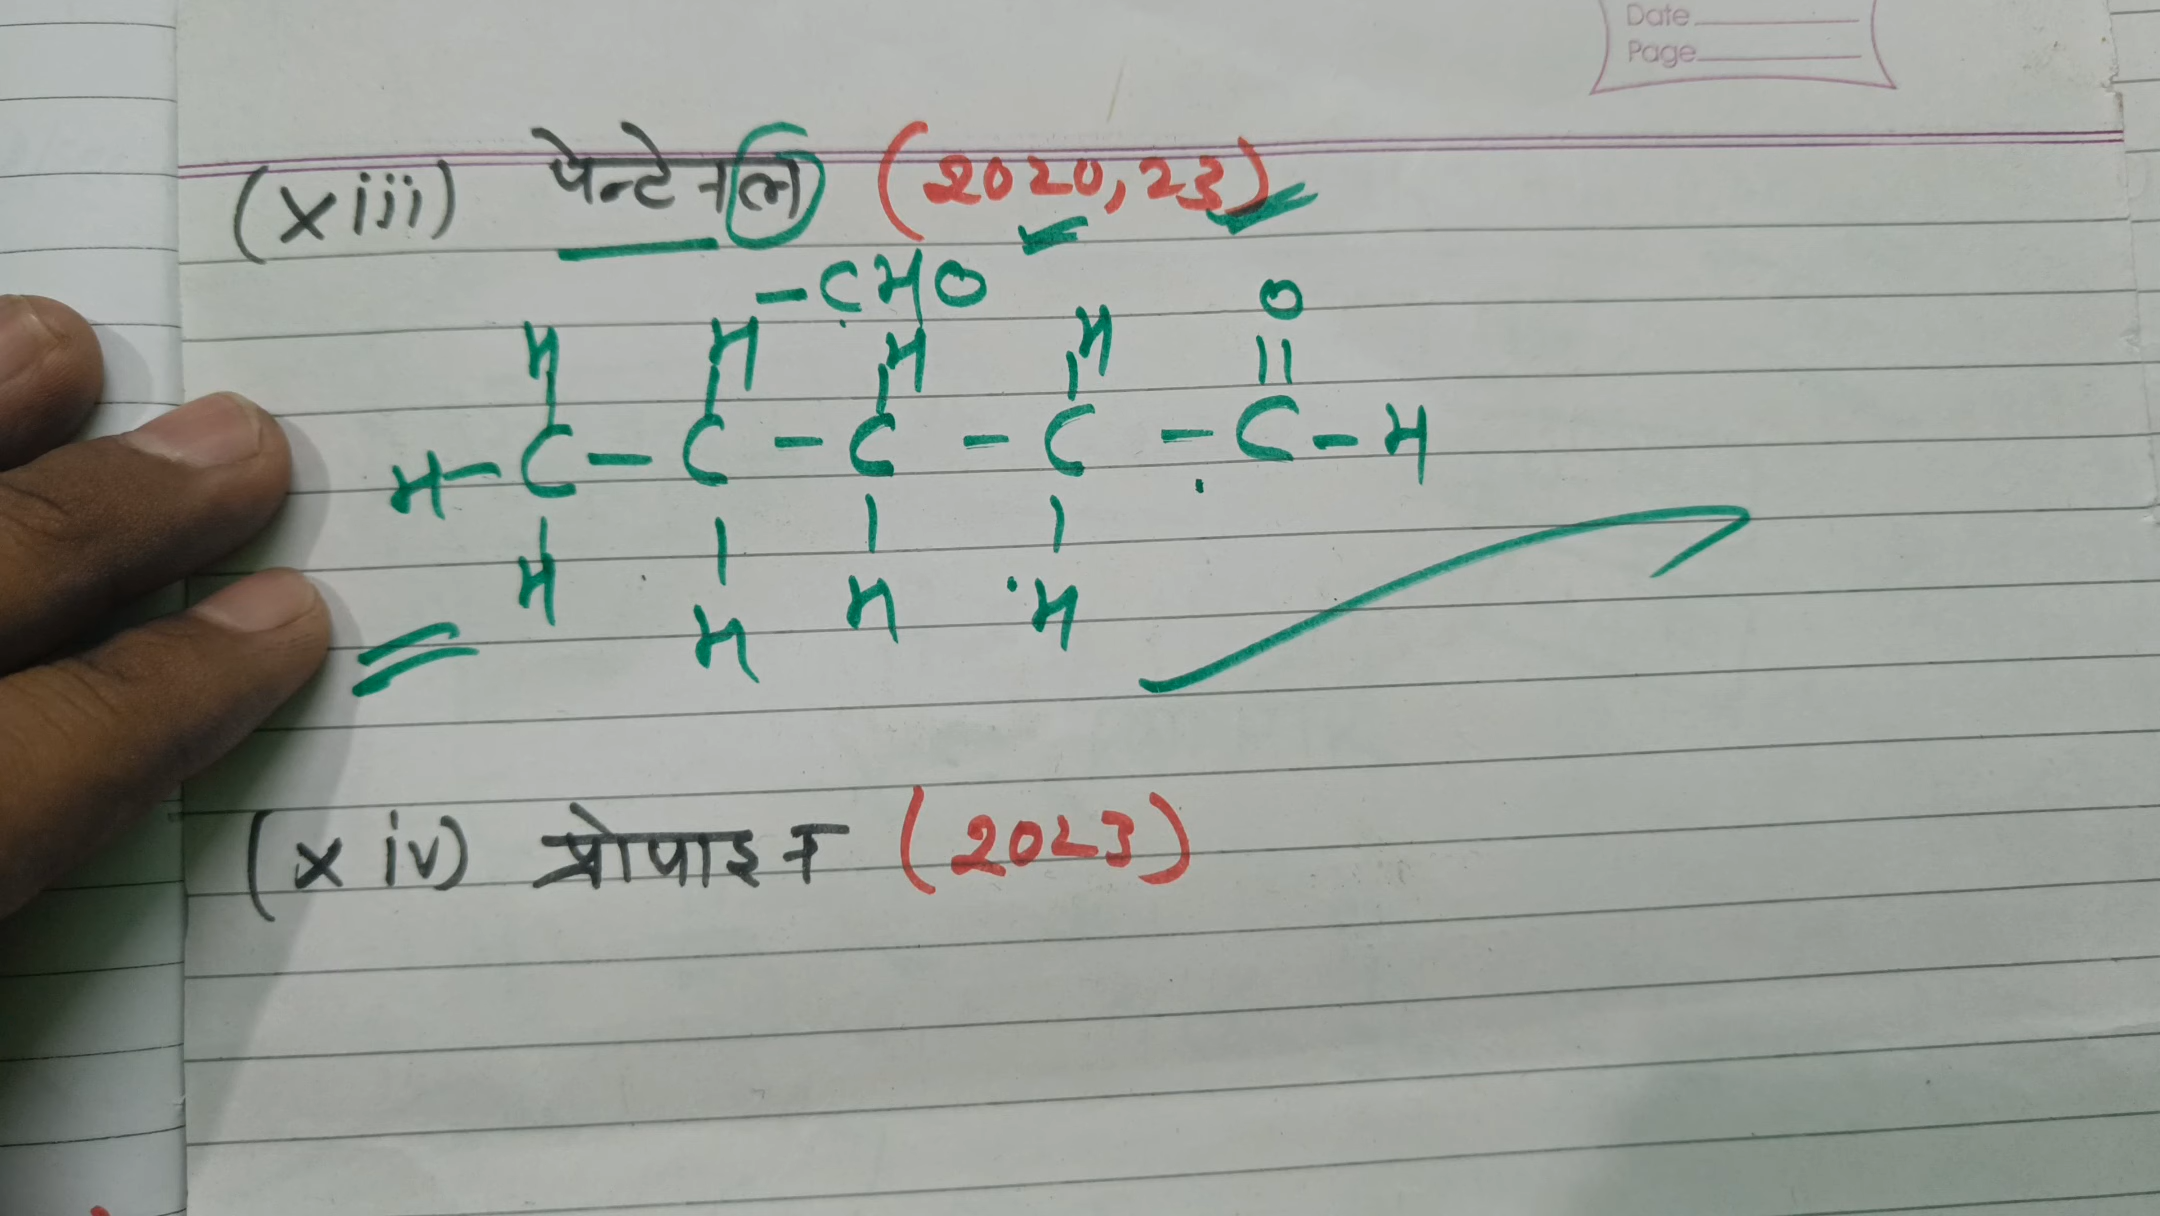 Date
Page
(xiii) पेन्टेनल (2020, 23)
-CHO
H H H H O
H-C-C-C-C-C-H
H H H H
(xiv) प्रोपाइन (2023)